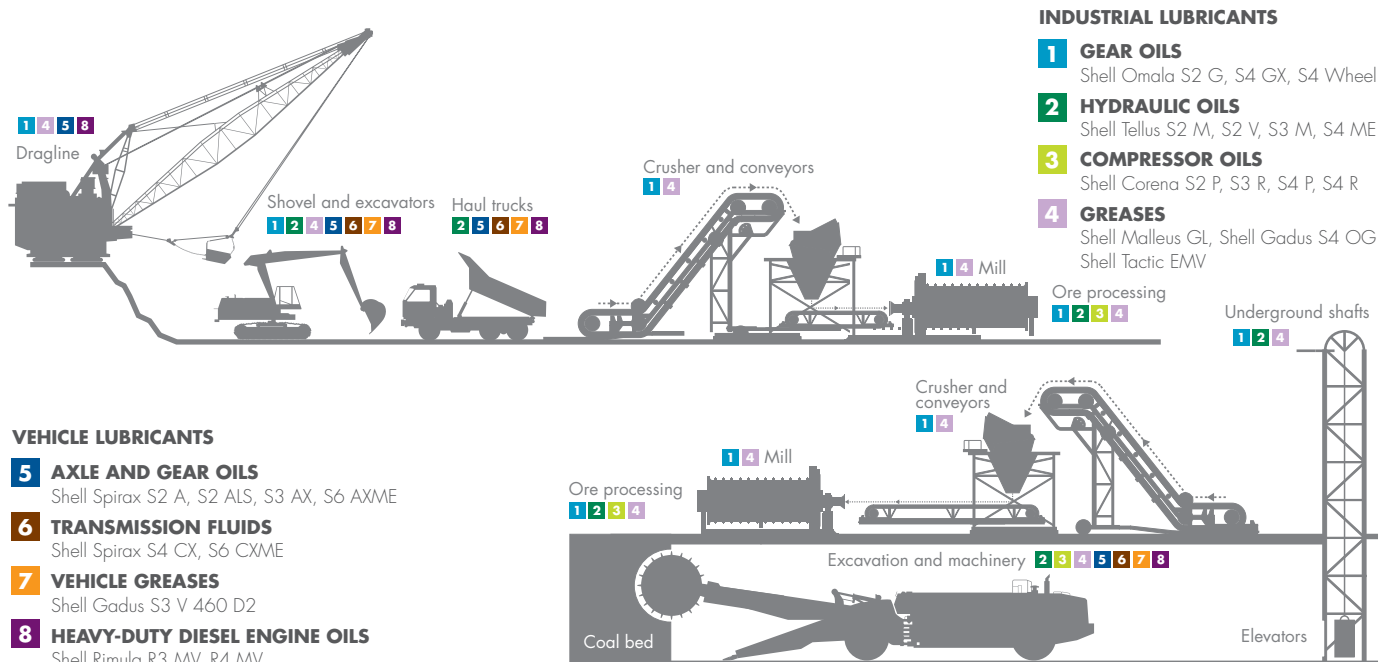 INDUSTRIAL LUBRICANTS
1 GEAR OILS
Shell Omala S2 G, S4 GX, S4 Wheel
2 HYDRAULIC OILS
Shell Tellus S2 M, S2 V, S3 M, S4 ME
3 COMPRESSOR OILS
Shell Corena S2 P, S3 R, S4 P, S4 R
4 GREASES
Shell Malleus GL, Shell Gadus S4 OG
Shell Tactic EMV
1 4 5 8
Dragline
Shovel and excavators
1 2 4 5 6 7 8
Haul trucks
2 5 6 7 8
Crusher and conveyors
1 4
1 4 Mill
Ore processing
1 2 3 4
Underground shafts
1 2 4
VEHICLE LUBRICANTS
5 AXLE AND GEAR OILS
Shell Spirax S2 A, S2 ALS, S3 AX, S6 AXME
6 TRANSMISSION FLUIDS
Shell Spirax S4 CX, S6 CXME
7 VEHICLE GREASES
Shell Gadus S3 V 460 D2
8 HEAVY-DUTY DIESEL ENGINE OILS
Shell Rimula R3 MV, R4 MV
Crusher and
conveyors
1 4
1 4 Mill
Ore processing
1 2 3 4
Excavation and machinery 2 3 4 5 6 7 8
Coal bed
Elevators